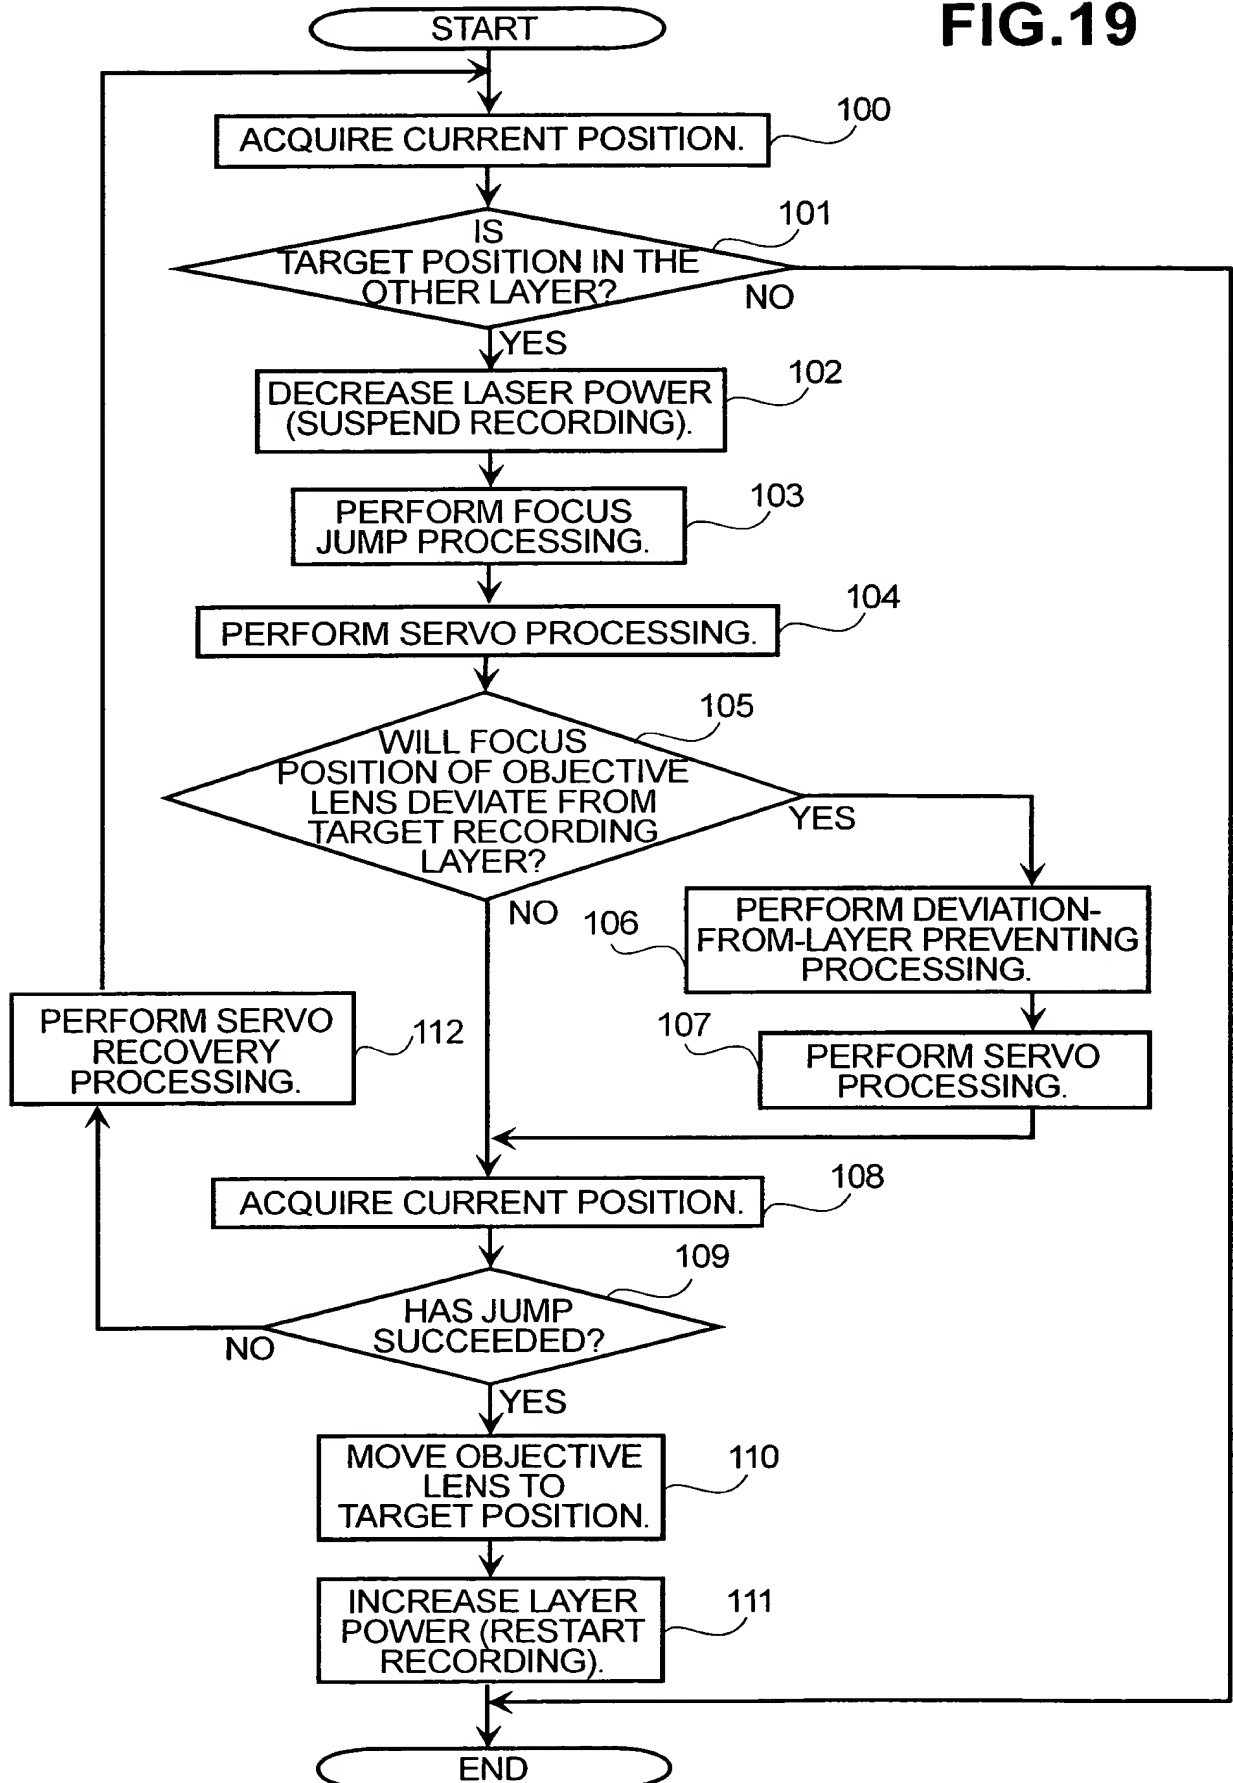 FIG.19
START
ACQUIRE CURRENT POSITION.
100
IS
TARGET POSITION IN THE
OTHER LAYER?
101
NO
YES
DECREASE LASER POWER
(SUSPEND RECORDING).
102
PERFORM FOCUS
JUMP PROCESSING.
103
PERFORM SERVO PROCESSING.
104
WILL FOCUS
POSITION OF OBJECTIVE
LENS DEVIATE FROM
TARGET RECORDING
LAYER?
105
YES
NO
106
PERFORM DEVIATION-
FROM-LAYER PREVENTING
PROCESSING.
107
PERFORM SERVO
PROCESSING.
PERFORM SERVO
RECOVERY
PROCESSING.
112
ACQUIRE CURRENT POSITION.
108
HAS JUMP
SUCCEEDED?
109
NO
YES
MOVE OBJECTIVE
LENS TO
TARGET POSITION.
110
INCREASE LAYER
POWER (RESTART
RECORDING).
111
END